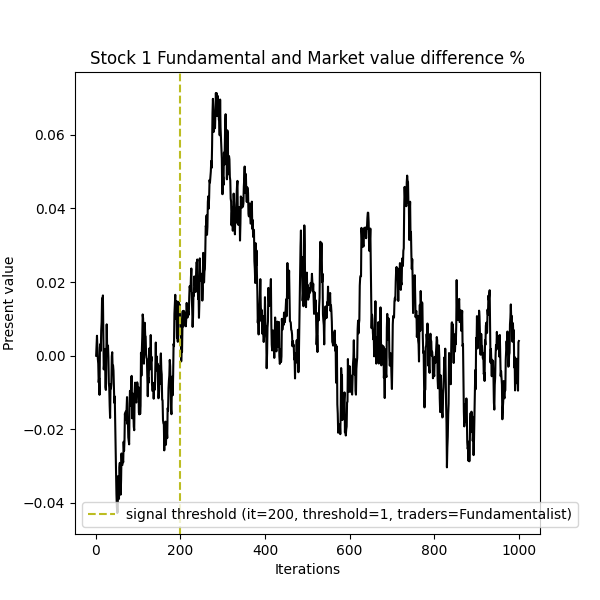 Stock 1 Fundamental and Market value difference %
Present value
0.06
0.04
0.02
0.00
−0.02
−0.04
signal threshold (it=200, threshold=1, traders=Fundamentalist)
0 200 400 600 800 1000
Iterations